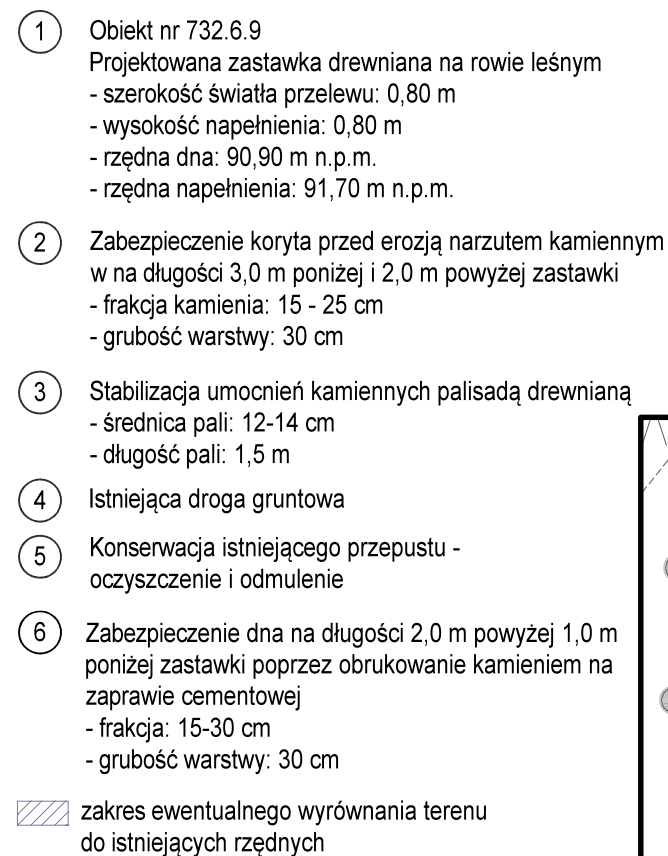 1 Obiekt nr 732.6.9
Projektowana zastawka drewniana na rowie leśnym
- szerokość światła przelewu: 0,80 m
- wysokość napełnienia: 0,80 m
- rzędna dna: 90,90 m n.p.m.
- rzędna napełnienia: 91,70 m n.p.m.
2 Zabezpieczenie koryta przed erozją narzutem kamiennym
w na długości 3,0 m poniżej i 2,0 m powyżej zastawki
- frakcja kamienia: 15 - 25 cm
- grubość warstwy: 30 cm
3 Stabilizacja umocnień kamiennych palisadą drewnianą
- średnica pali: 12-14 cm
- długość pali: 1,5 m
4 Istniejąca droga gruntowa
5 Konserwacja istniejącego przepustu -
oczyszczenie i odmulenie
6 Zabezpieczenie dna na długości 2,0 m powyżej 1,0 m
poniżej zastawki poprzez obrukowanie kamieniem na
zaprawie cementowej
- frakcja: 15-30 cm
- grubość warstwy: 30 cm
zakres ewentualnego wyrównania terenu
do istniejących rzędnych